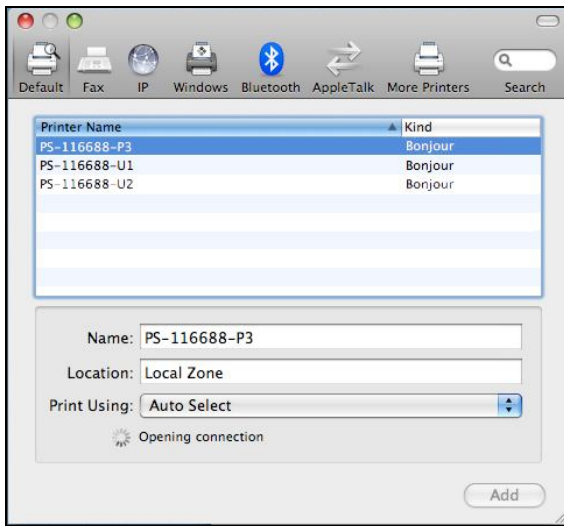 Default Fax IP Windows Bluetooth AppleTalk More Printers Search
Printer Name Kind
PS-116688-P3 Bonjour
PS-116688-U1 Bonjour
PS-116688-U2 Bonjour
Name: PS-116688-P3
Location: Local Zone
Print Using: Auto Select
Opening connection
Add